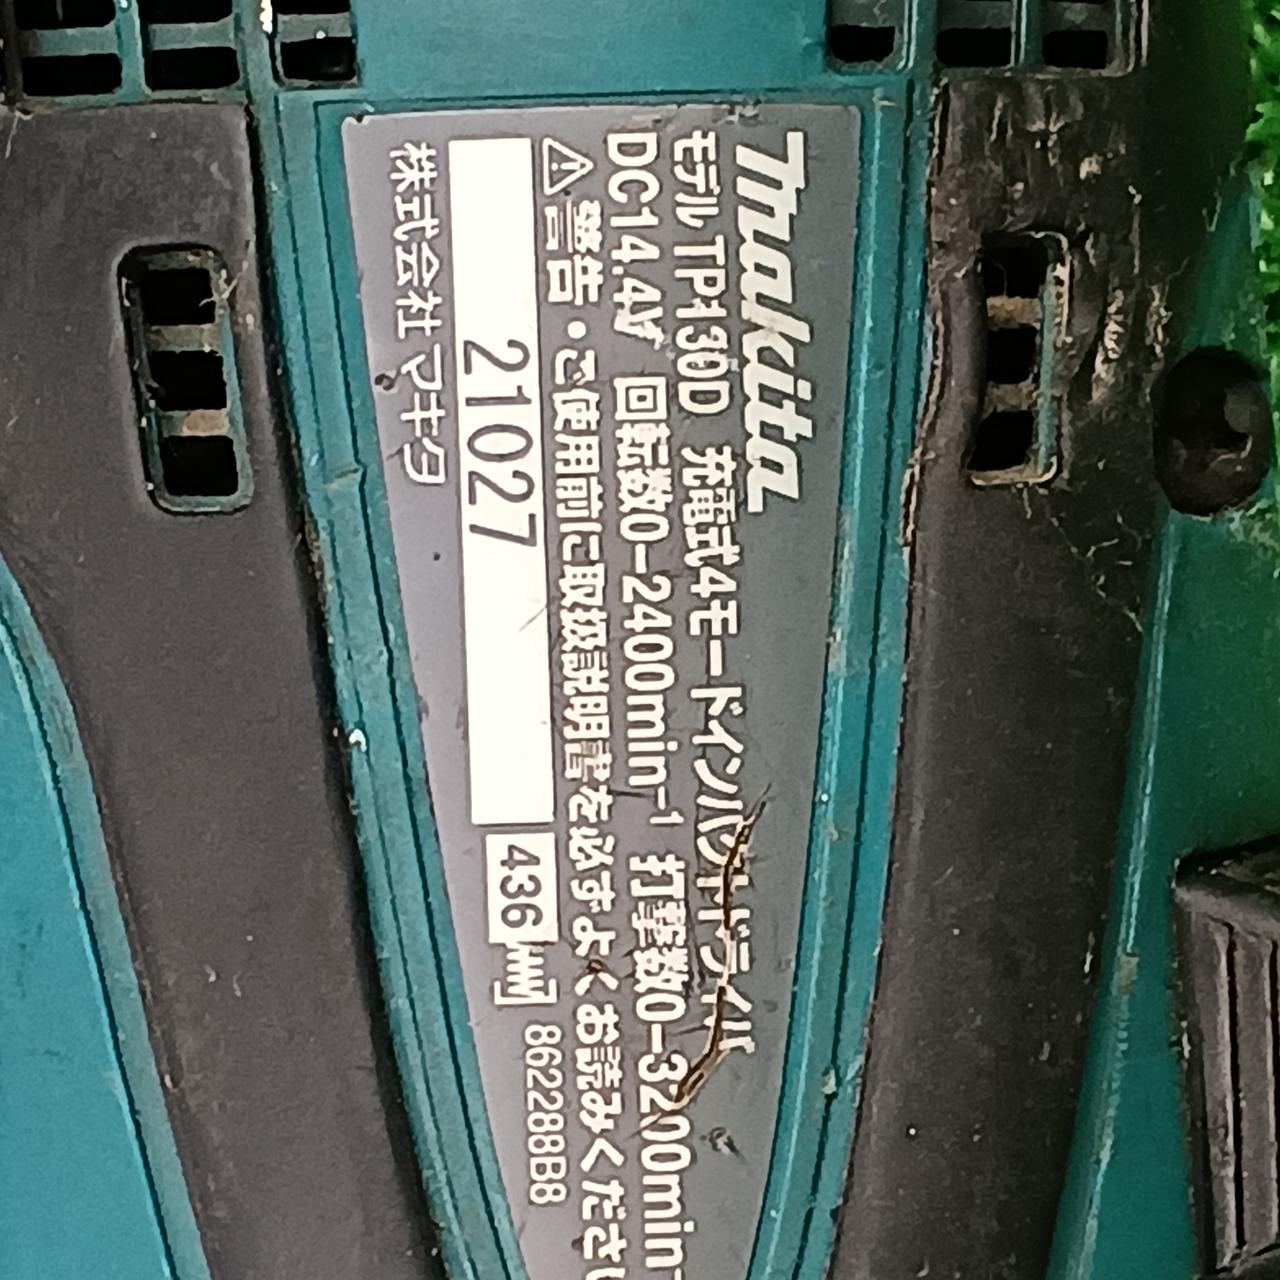 Makita
モデル TP130D 充電式4モードインパクトドライバ
DC14.4V 回転数0-2400min⁻¹ 打撃数0-3200min⁻
⚠警告・ご使用前に取扱説明書を必ずよくお読みください
21027
436
862288B8
株式会社マキタ